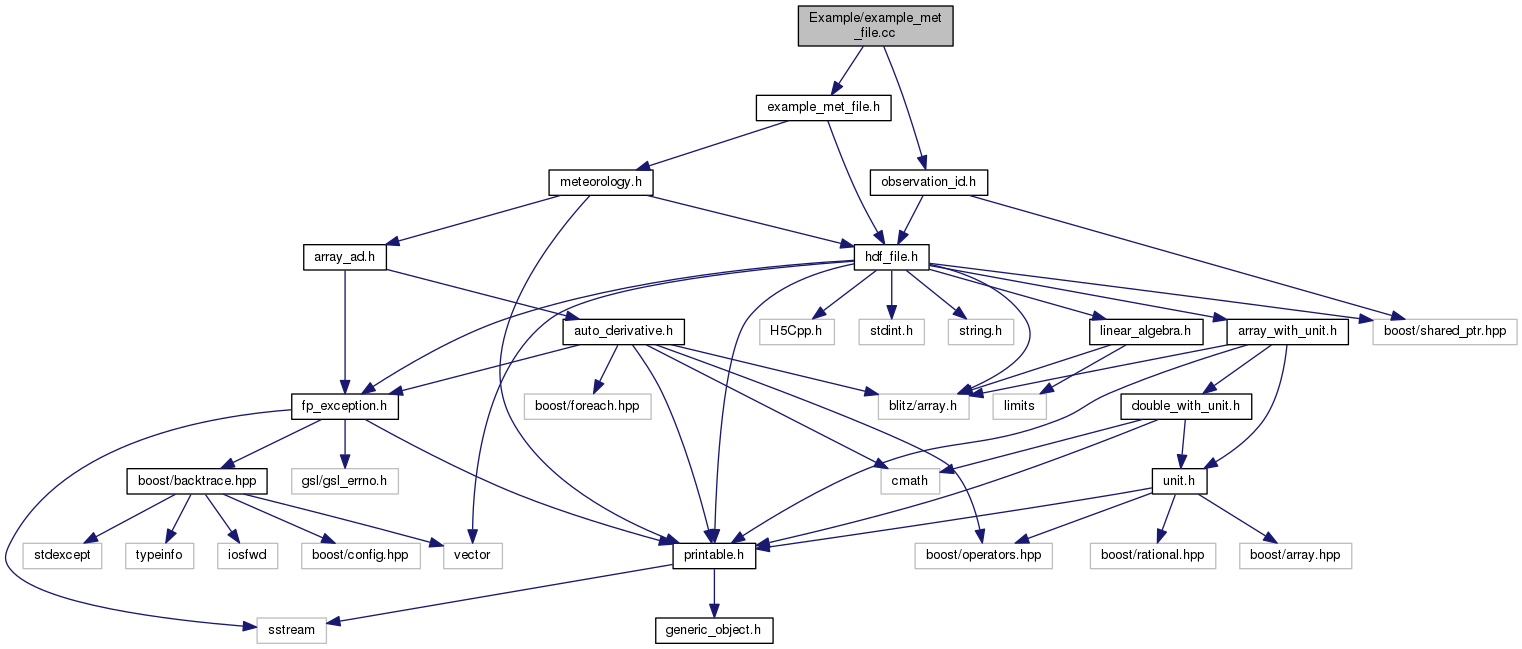 Example/example_met
_file.cc
example_met_file.h
meteorology.h
observation_id.h
array_ad.h
hdf_file.h
auto_derivative.h
H5Cpp.h
stdint.h
string.h
linear_algebra.h
array_with_unit.h
boost/shared_ptr.hpp
fp_exception.h
boost/foreach.hpp
blitz/array.h
limits
double_with_unit.h
boost/backtrace.hpp
gsl/gsl_errno.h
cmath
unit.h
stdexcept
typeinfo
iosfwd
boost/config.hpp
vector
printable.h
boost/operators.hpp
boost/rational.hpp
boost/array.hpp
sstream
generic_object.h